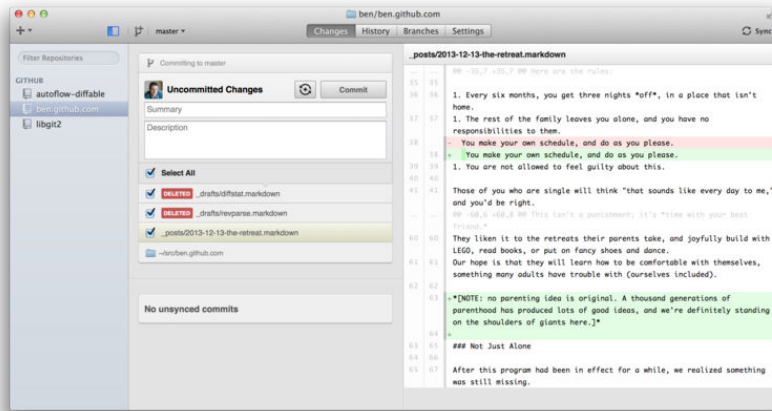 ben/ben.github.com
master
Changes
History
Branches
Settings
Sync
Filter Repositories
GITHUB
autoflow-diffable
ben.github.com
libgit2
Committing to master
Uncommitted Changes
Commit
Summary
Description
Select All
DELETED _drafts/diffstat.markdown
DELETED _drafts/revparse.markdown
_posts/2013-12-13-the-retreat.markdown
~/src/ben.github.com
No unsynced commits
_posts/2013-12-13-the-retreat.markdown
... ... @@ -35,7 +35,7 @@ Here are the rules:
35 35
36 36 1. Every six months, you get three nights *off*, in a place that isn't
home.
37 37 1. The rest of the family leaves you alone, and you have no
responsibilities to them.
38 - You make your own schedule, and do as you please.
38 + You make your own schedule, and do as you please.
39 39 1. You are not allowed to feel guilty about this.
40 40
41 41 Those of you who are single will think "that sounds like every day to me,"
and you'd be right.
... ... @@ -60,6 +60,8 @@ This isn't a punishment; it's *time with your best
friend.*
60 60 They liken it to the retreats their parents take, and joyfully build with
LEGO, read books, or put on fancy shoes and dance.
61 61 Our hope is that they will learn how to be comfortable with themselves,
something many adults have trouble with (ourselves included).
62 62
63 +*[NOTE: no parenting idea is original. A thousand generations of
parenthood has produced lots of good ideas, and we're definitely standing
on the shoulders of giants here.]*
64 +
63 65 ### Not Just Alone
64 66
65 67 After this program had been in effect for a while, we realized something
was still missing.